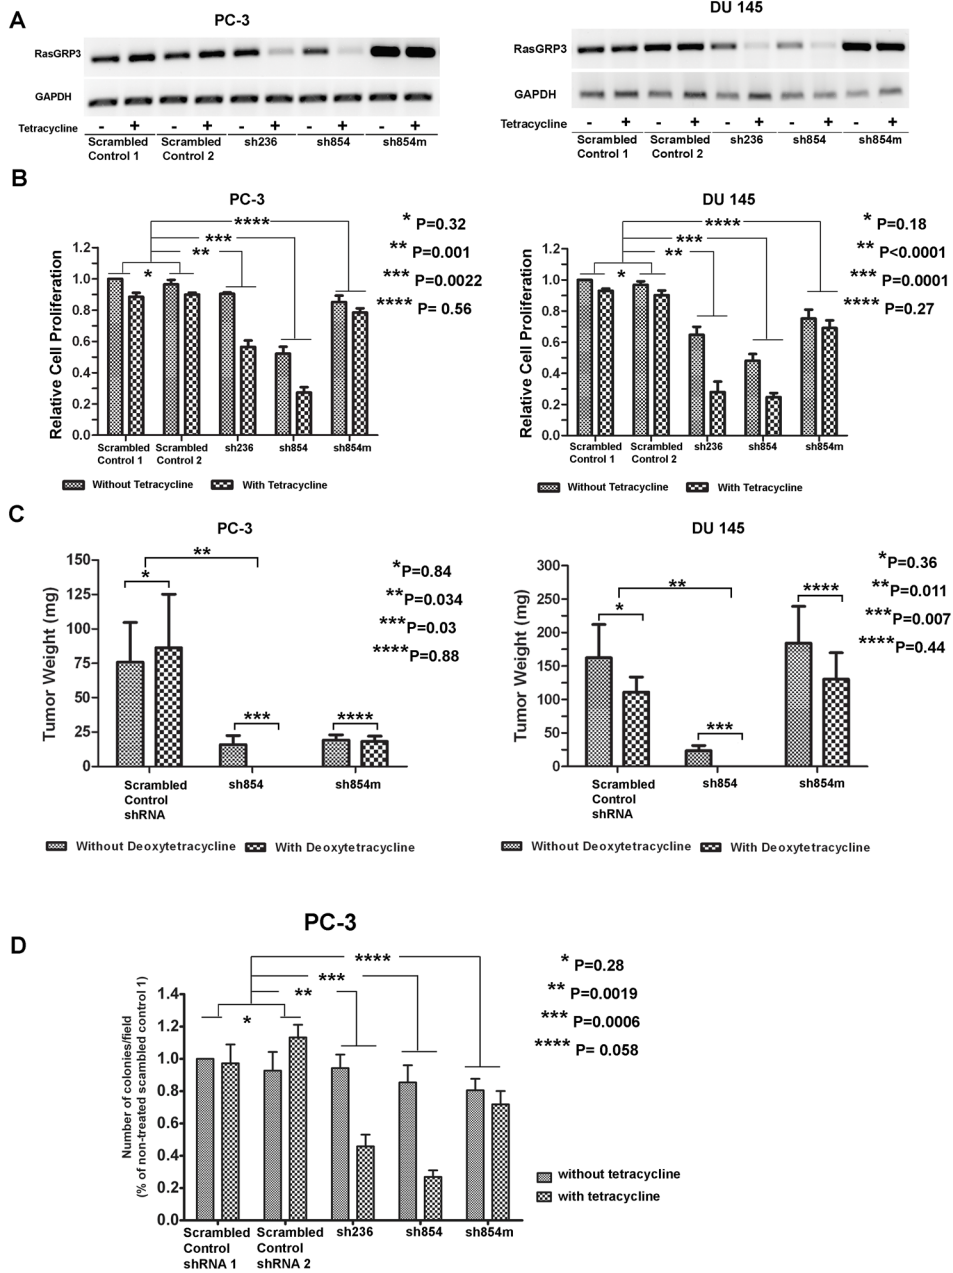 A
PC-3
DU 145
RasGRP3
GAPDH
Tetracycline - + - + - + - + - +
Scrambled Control 1
Scrambled Control 2
sh236
sh854
sh854m
RasGRP3
GAPDH
Tetracycline - + - + - + - + - +
Scrambled Control 1
Scrambled Control 2
sh236
sh854
sh854m
B
PC-3
Relative Cell Proliferation
1.2
1.0
0.8
0.6
0.4
0.2
0.0
*
**
***
****
* P=0.32
** P=0.001
*** P=0.0022
**** P= 0.56
Scrambled Control 1
Scrambled Control 2
sh236
sh854
sh854m
Without Tetracycline
With Tetracycline
DU 145
Relative Cell Proliferation
1.2
1.0
0.8
0.6
0.4
0.2
0.0
*
**
***
****
* P=0.18
** P<0.0001
*** P=0.0001
**** P=0.27
Scrambled Control 1
Scrambled Control 2
sh236
sh854
sh854m
Without Tetracycline
With Tetracycline
C
PC-3
Tumor Weight (mg)
150
125
100
75
50
25
0
*
**
***
****
*P=0.84
**P=0.034
***P=0.03
****P=0.88
Scrambled
Control
shRNA
sh854
sh854m
Without Deoxytetracycline
With Deoxytetracycline
DU 145
Tumor Weight (mg)
300
250
200
150
100
50
0
*
**
***
****
*P=0.36
**P=0.011
***P=0.007
****P=0.44
Scrambled
Control
shRNA
sh854
sh854m
Without Deoxytetracycline
With Deoxytetracycline
D
PC-3
Number of colonies/field
(% of non-treated scambled control 1)
1.4
1.2
1.0
0.8
0.6
0.4
0.2
0.0
*
**
***
****
* P=0.28
** P=0.0019
*** P=0.0006
**** P= 0.058
Scrambled
Control
shRNA 1
Scrambled
Control
shRNA 2
sh236
sh854
sh854m
without tetracycline
with tetracycline